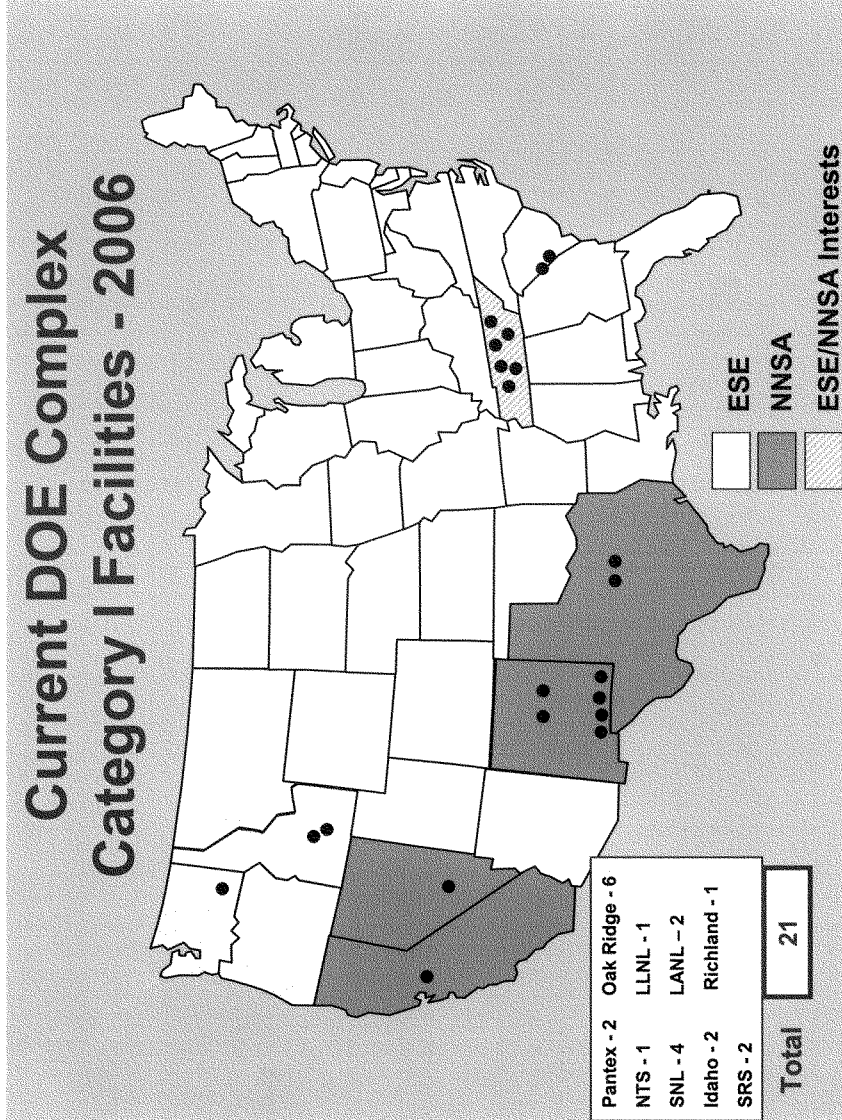 Current DOE Complex
Category I Facilities - 2006
ESE
NNSA
ESE/NNSA Interests
Pantex - 2 Oak Ridge - 6
NTS - 1 LLNL - 1
SNL - 4 LANL – 2
Idaho - 2 Richland - 1
SRS - 2
Total 21